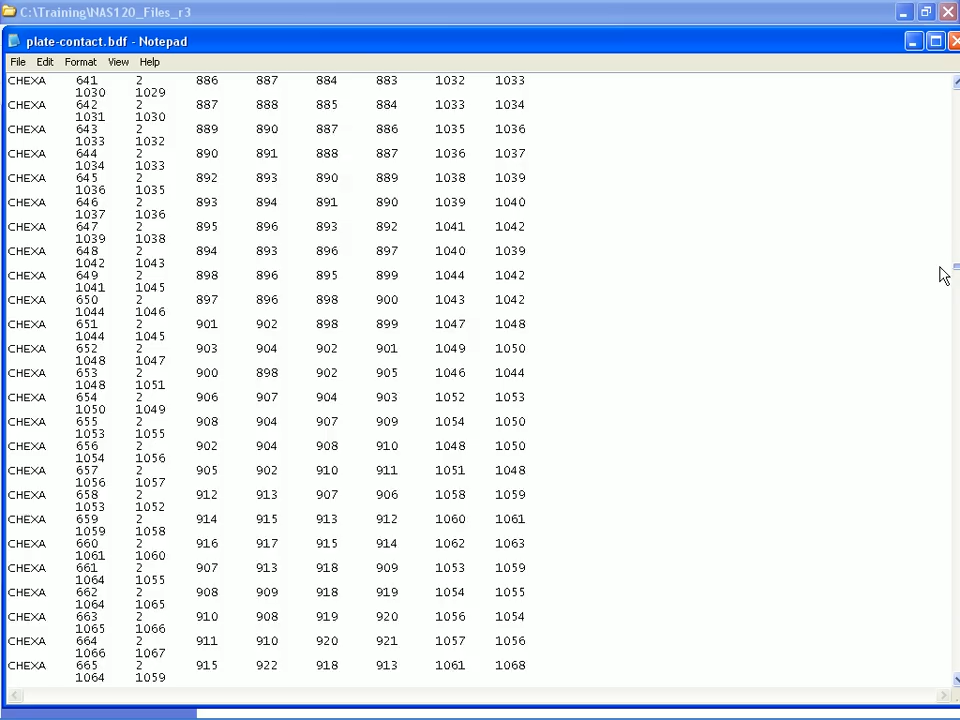 C:\Training\NAS120_Files_r3
plate-contact.bdf - Notepad
File Edit Format View Help
CHEXA 641 2 886 887 884 883 1032 1033
1030 1029
CHEXA 642 2 887 888 885 884 1033 1034
1031 1030
CHEXA 643 2 889 890 887 886 1035 1036
1033 1032
CHEXA 644 2 890 891 888 887 1036 1037
1034 1033
CHEXA 645 2 892 893 890 889 1038 1039
1036 1035
CHEXA 646 2 893 894 891 890 1039 1040
1037 1036
CHEXA 647 2 895 896 893 892 1041 1042
1039 1038
CHEXA 648 2 894 893 896 897 1040 1039
1042 1043
CHEXA 649 2 898 896 895 899 1044 1042
1041 1045
CHEXA 650 2 897 896 898 900 1043 1042
1044 1046
CHEXA 651 2 901 902 898 899 1047 1048
1044 1045
CHEXA 652 2 903 904 902 901 1049 1050
1048 1047
CHEXA 653 2 900 898 902 905 1046 1044
1048 1051
CHEXA 654 2 906 907 904 903 1052 1053
1050 1049
CHEXA 655 2 908 904 907 909 1054 1050
1053 1055
CHEXA 656 2 902 904 908 910 1048 1050
1054 1056
CHEXA 657 2 905 902 910 911 1051 1048
1056 1057
CHEXA 658 2 912 913 907 906 1058 1059
1053 1052
CHEXA 659 2 914 915 913 912 1060 1061
1059 1058
CHEXA 660 2 916 917 915 914 1062 1063
1061 1060
CHEXA 661 2 907 913 918 909 1053 1059
1064 1055
CHEXA 662 2 908 909 918 919 1054 1055
1064 1065
CHEXA 663 2 910 908 919 920 1056 1054
1065 1066
CHEXA 664 2 911 910 920 921 1057 1056
1066 1067
CHEXA 665 2 915 922 918 913 1061 1068
1064 1059